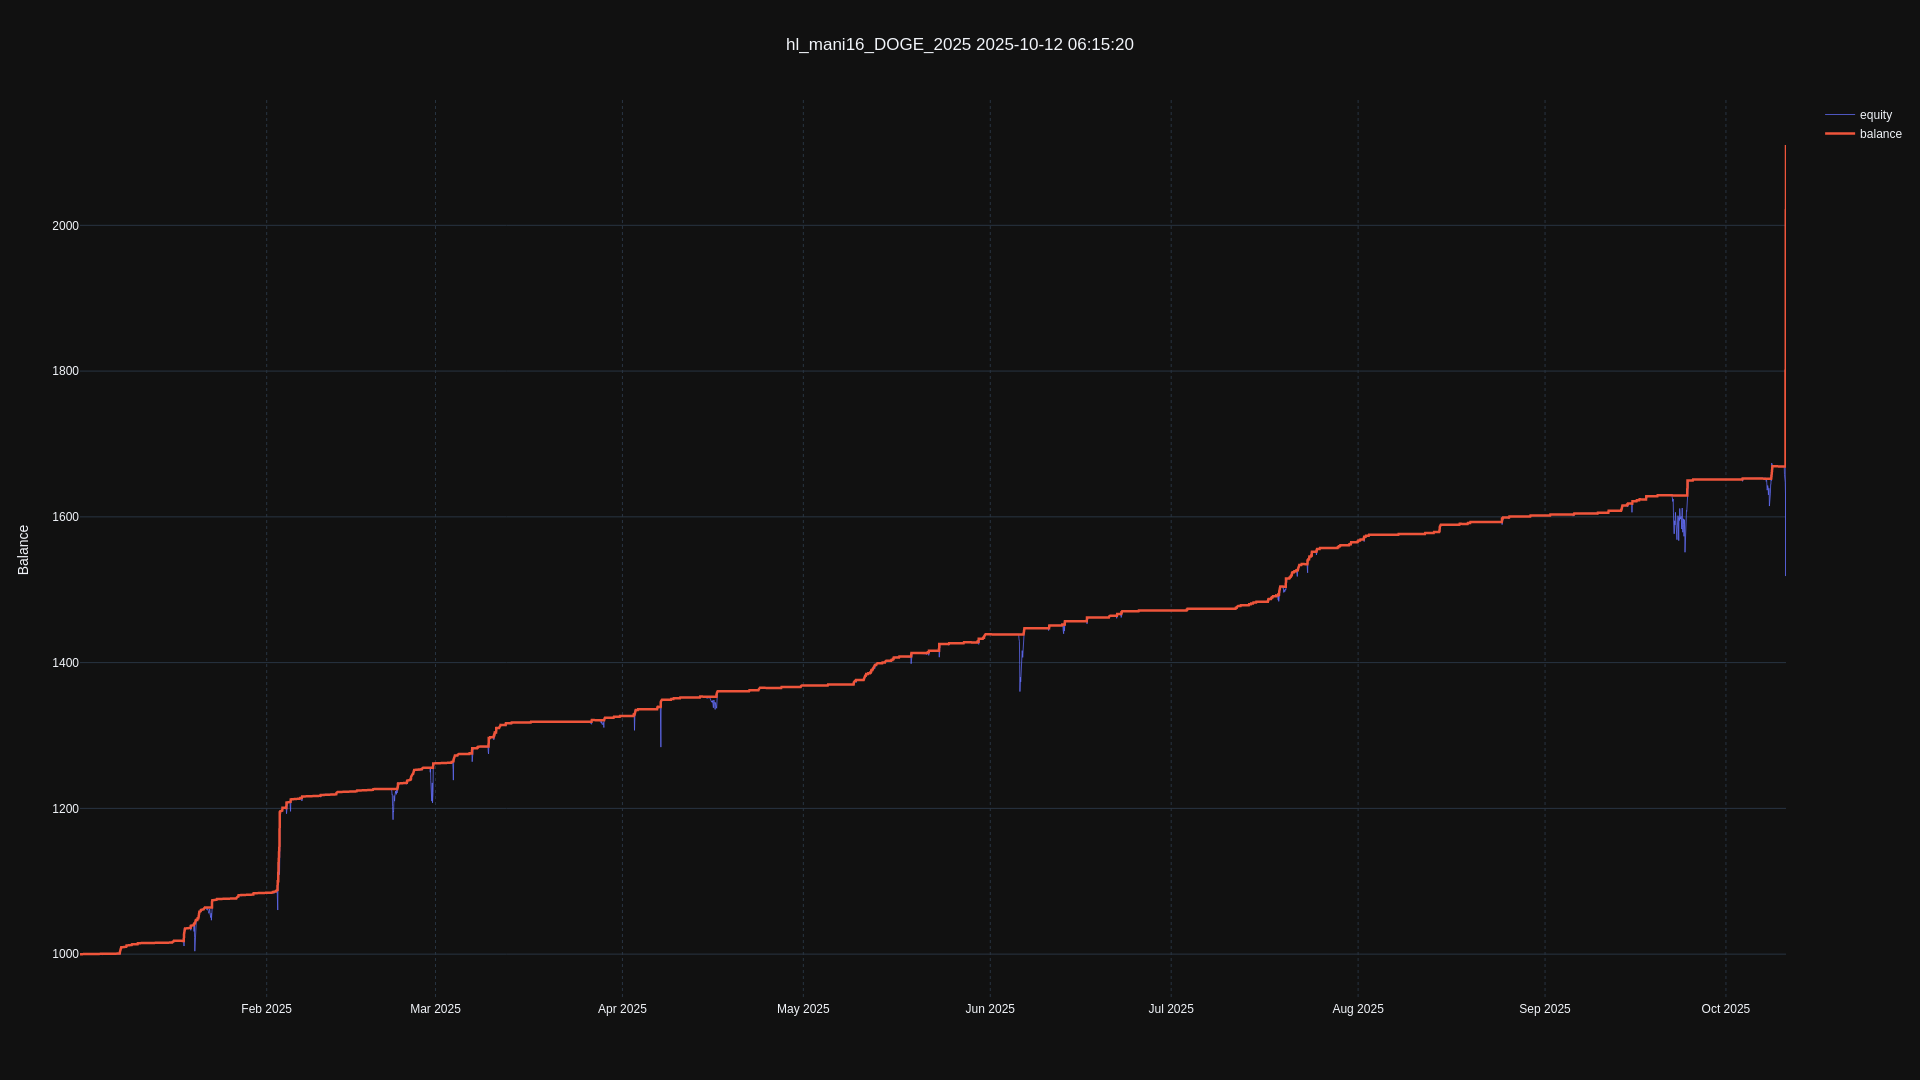 hl_mani16_DOGE_2025 2025-10-12 06:15:20
equity
balance
Balance
2000
1800
1600
1400
1200
1000
Feb 2025
Mar 2025
Apr 2025
May 2025
Jun 2025
Jul 2025
Aug 2025
Sep 2025
Oct 2025